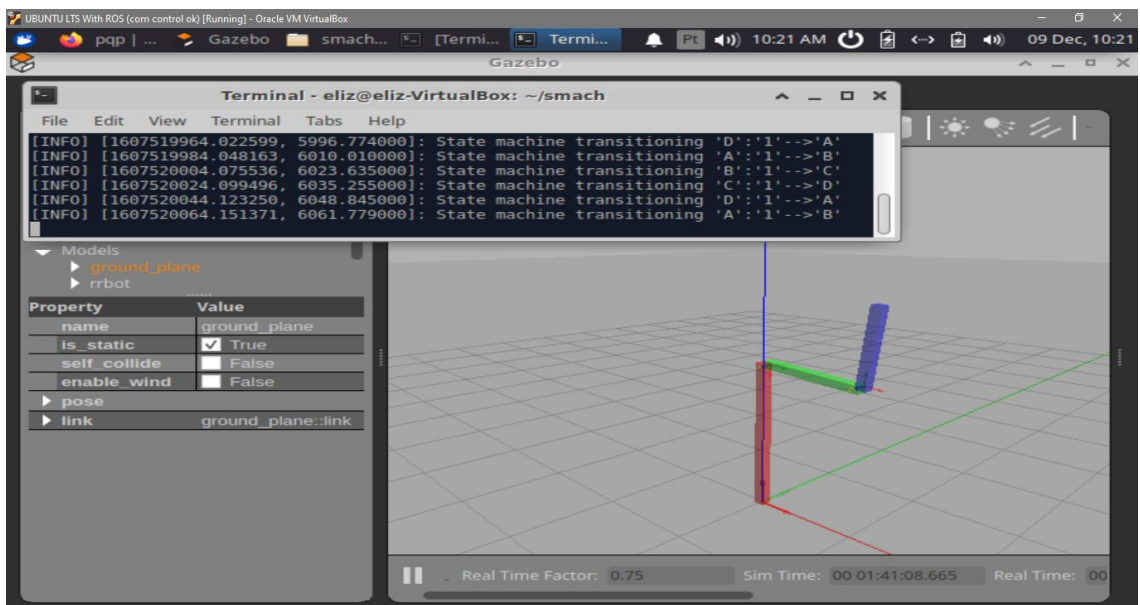 UBUNTU LTS With ROS (com control ok) [Running] - Oracle VM VirtualBox
pqp | ... Gazebo smach... [Termi... Termi... Pt 10:21 AM 09 Dec, 10:21
Gazebo
Terminal - eliz@eliz-VirtualBox: ~/smach
File Edit View Terminal Tabs Help
[INFO] [1607519964.022599, 5996.774000]: State machine transitioning 'D':'1'-->'A'
[INFO] [1607519984.048163, 6010.010000]: State machine transitioning 'A':'1'-->'B'
[INFO] [1607520004.075536, 6023.635000]: State machine transitioning 'B':'1'-->'C'
[INFO] [1607520024.099496, 6035.255000]: State machine transitioning 'C':'1'-->'D'
[INFO] [1607520044.123250, 6048.845000]: State machine transitioning 'D':'1'-->'A'
[INFO] [1607520064.151371, 6061.779000]: State machine transitioning 'A':'1'-->'B'
Models
ground_plane
rrbot
Property Value
name ground_plane
is_static True
self_collide False
enable_wind False
pose
link ground_plane::link
Real Time Factor: 0.75 Sim Time: 00 01:41:08.665 Real Time: 00